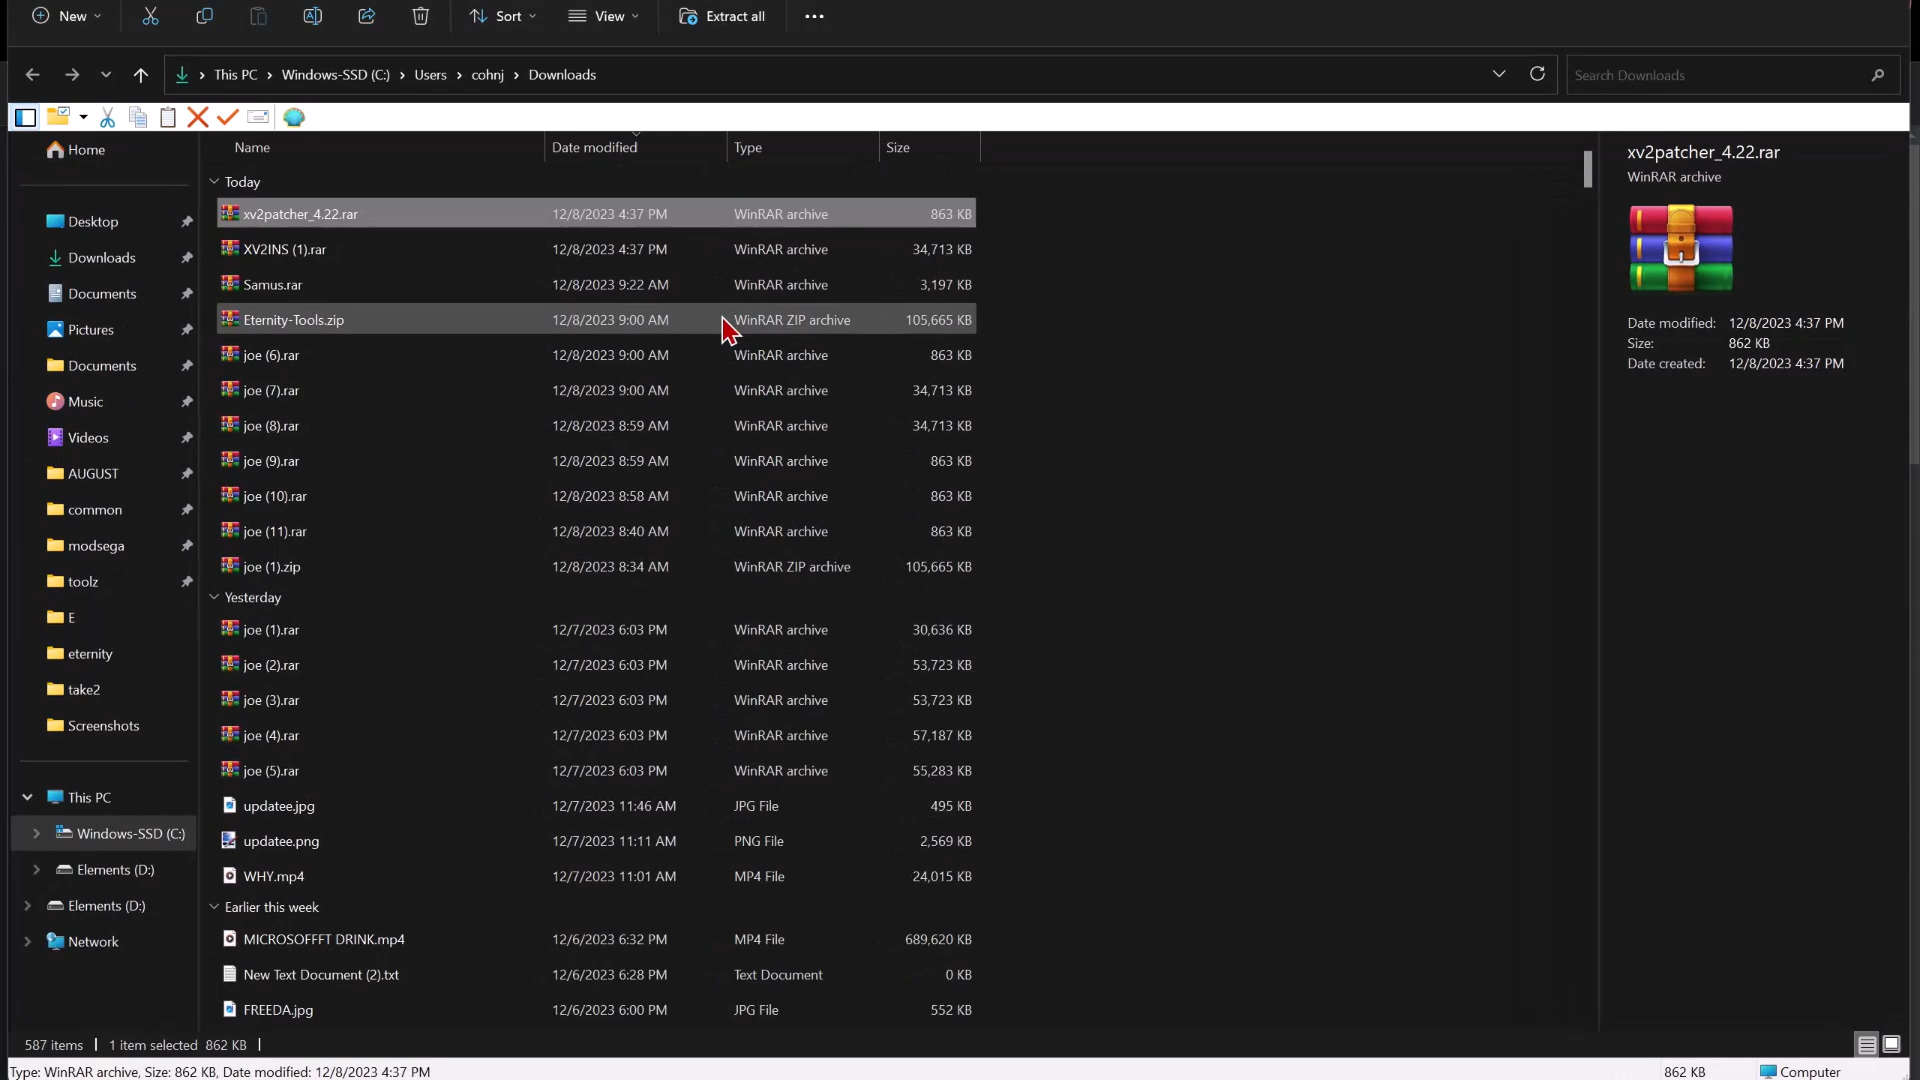 New Sort View Extract all
This PC Windows-SSD (C:) Users cohnj Downloads Search Downloads
Home
Desktop
Downloads
Documents
Pictures
Documents
Music
Videos
AUGUST
common
modsega
toolz
E
eternity
take2
Screenshots
This PC
Windows-SSD (C:)
Elements (D:)
Elements (D:)
Network
Name Date modified Type Size
Today
xv2patcher_4.22.rar 12/8/2023 4:37 PM WinRAR archive 863 KB
XV2INS (1).rar 12/8/2023 4:37 PM WinRAR archive 34,713 KB
Samus.rar 12/8/2023 9:22 AM WinRAR archive 3,197 KB
Eternity-Tools.zip 12/8/2023 9:00 AM WinRAR ZIP archive 105,665 KB
joe (6).rar 12/8/2023 9:00 AM WinRAR archive 863 KB
joe (7).rar 12/8/2023 9:00 AM WinRAR archive 34,713 KB
joe (8).rar 12/8/2023 8:59 AM WinRAR archive 34,713 KB
joe (9).rar 12/8/2023 8:59 AM WinRAR archive 863 KB
joe (10).rar 12/8/2023 8:58 AM WinRAR archive 863 KB
joe (11).rar 12/8/2023 8:40 AM WinRAR archive 863 KB
joe (1).zip 12/8/2023 8:34 AM WinRAR ZIP archive 105,665 KB
Yesterday
joe (1).rar 12/7/2023 6:03 PM WinRAR archive 30,636 KB
joe (2).rar 12/7/2023 6:03 PM WinRAR archive 53,723 KB
joe (3).rar 12/7/2023 6:03 PM WinRAR archive 53,723 KB
joe (4).rar 12/7/2023 6:03 PM WinRAR archive 57,187 KB
joe (5).rar 12/7/2023 6:03 PM WinRAR archive 55,283 KB
updatee.jpg 12/7/2023 11:46 AM JPG File 495 KB
updatee.png 12/7/2023 11:11 AM PNG File 2,569 KB
WHY.mp4 12/7/2023 11:01 AM MP4 File 24,015 KB
Earlier this week
MICROSOFFFT DRINK.mp4 12/6/2023 6:32 PM MP4 File 689,620 KB
New Text Document (2).txt 12/6/2023 6:28 PM Text Document 0 KB
FREEDA.jpg 12/6/2023 6:00 PM JPG File 552 KB
xv2patcher_4.22.rar
WinRAR archive
Date modified: 12/8/2023 4:37 PM
Size: 862 KB
Date created: 12/8/2023 4:37 PM
587 items 1 item selected 862 KB
Type: WinRAR archive, Size: 862 KB, Date modified: 12/8/2023 4:37 PM 862 KB Computer